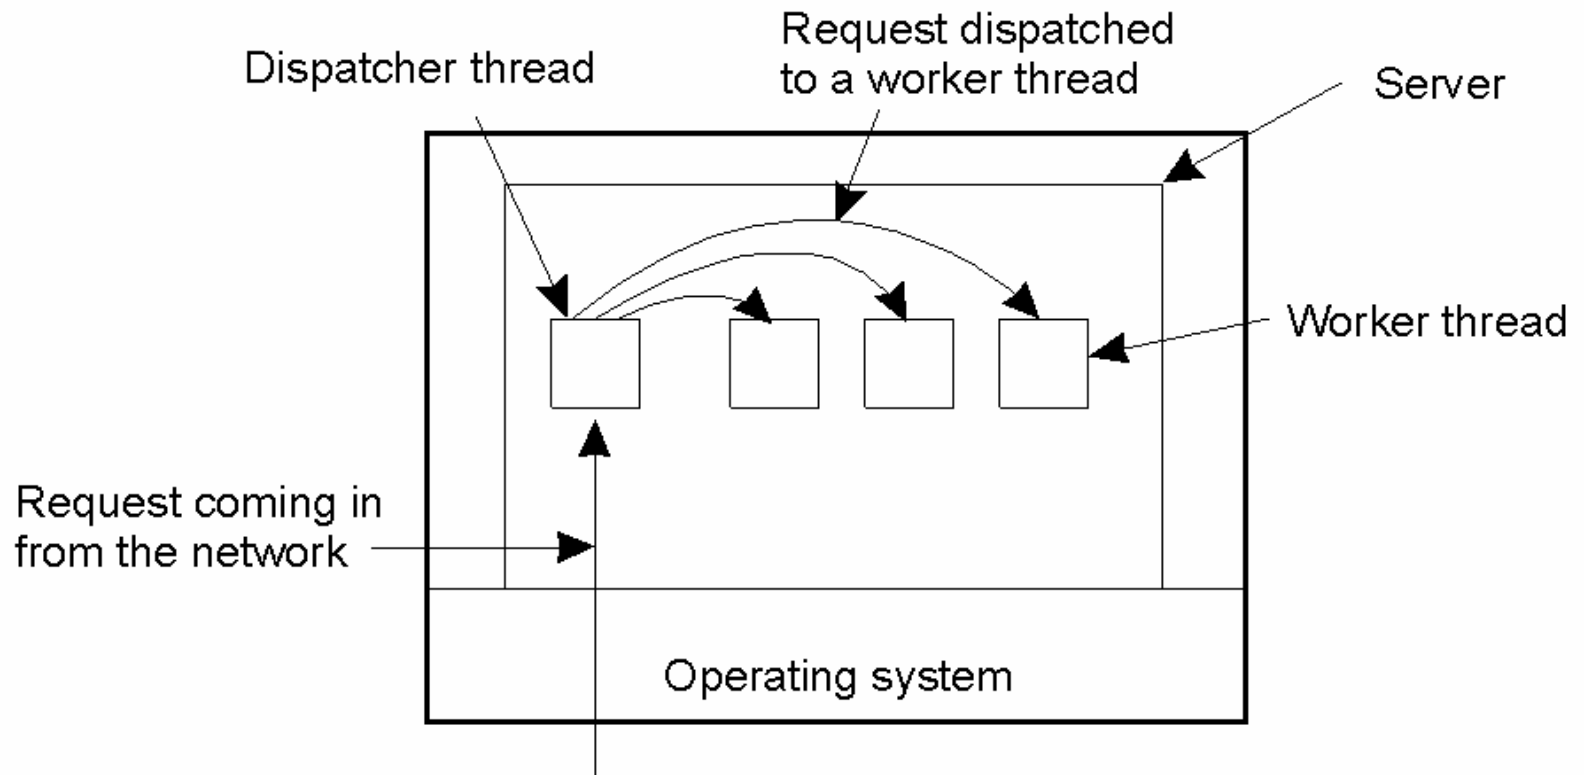 Dispatcher thread
Request dispatched
to a worker thread
Server
Worker thread
Request coming in
from the network
Operating system